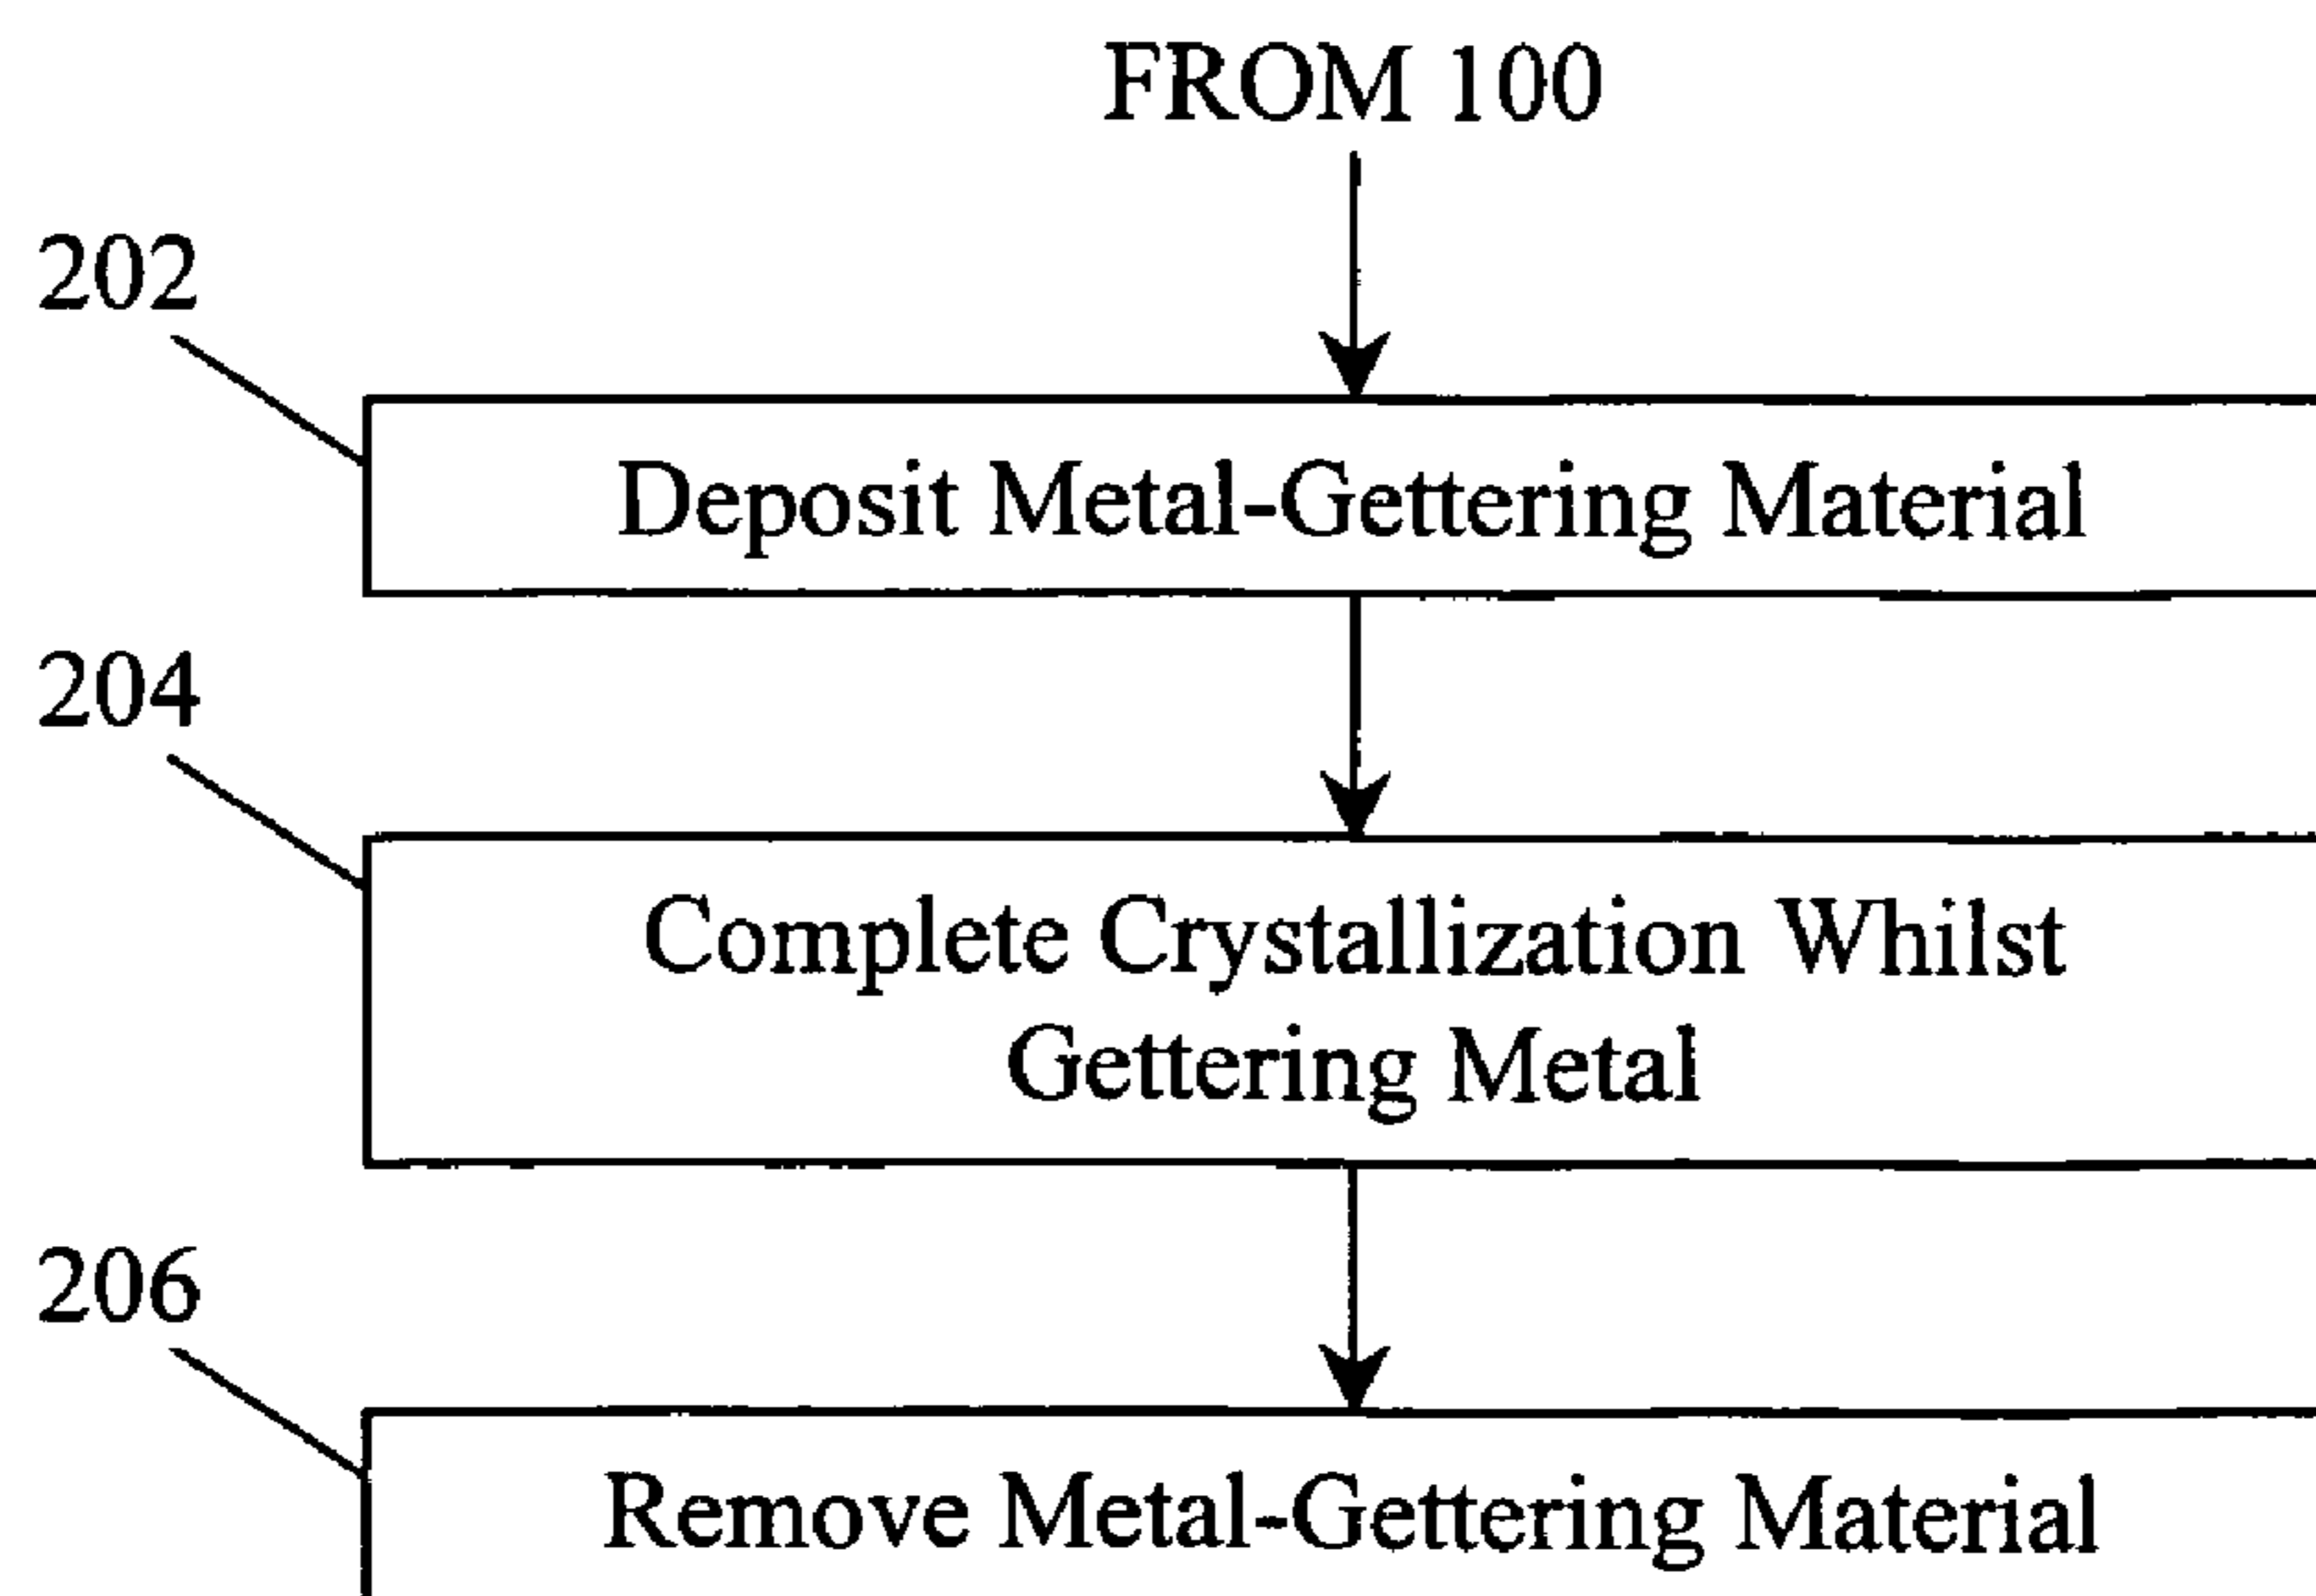 FROM 100
202
Deposit Metal-Gettering Material
204
Complete Crystallization Whilst
Gettering Metal
206
Remove Metal-Gettering Material